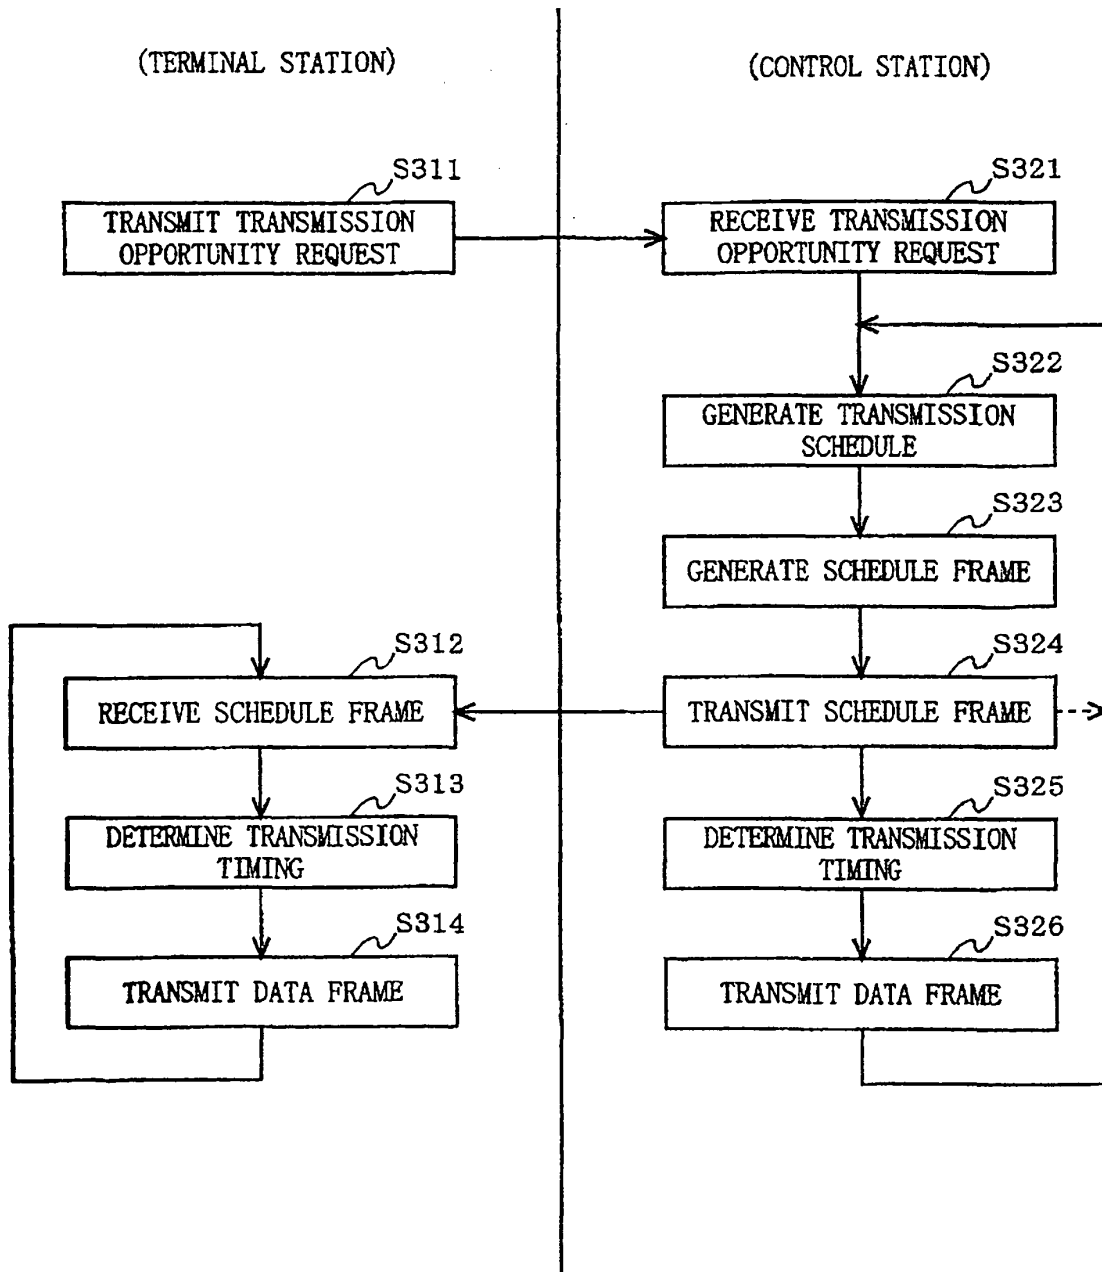 (TERMINAL STATION)
(CONTROL STATION)
S311
TRANSMIT TRANSMISSION
OPPORTUNITY REQUEST
S321
RECEIVE TRANSMISSION
OPPORTUNITY REQUEST
S322
GENERATE TRANSMISSION
SCHEDULE
S323
GENERATE SCHEDULE FRAME
S312
RECEIVE SCHEDULE FRAME
S324
TRANSMIT SCHEDULE FRAME
S313
DETERMINE TRANSMISSION
TIMING
S325
DETERMINE TRANSMISSION
TIMING
S314
TRANSMIT DATA FRAME
S326
TRANSMIT DATA FRAME